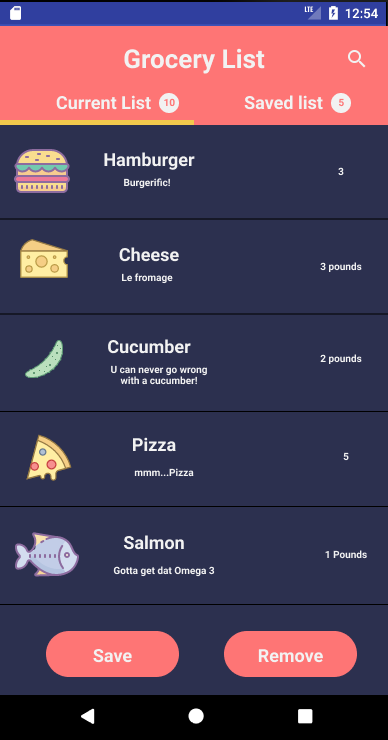 LTE 12:54
Grocery List
Current List 10 Saved list 5
Hamburger
Burgerific!
3
Cheese
Le fromage
3 pounds
Cucumber
U can never go wrong
with a cucumber!
2 pounds
Pizza
mmm...Pizza
5
Salmon
Gotta get dat Omega 3
1 Pounds
Save Remove